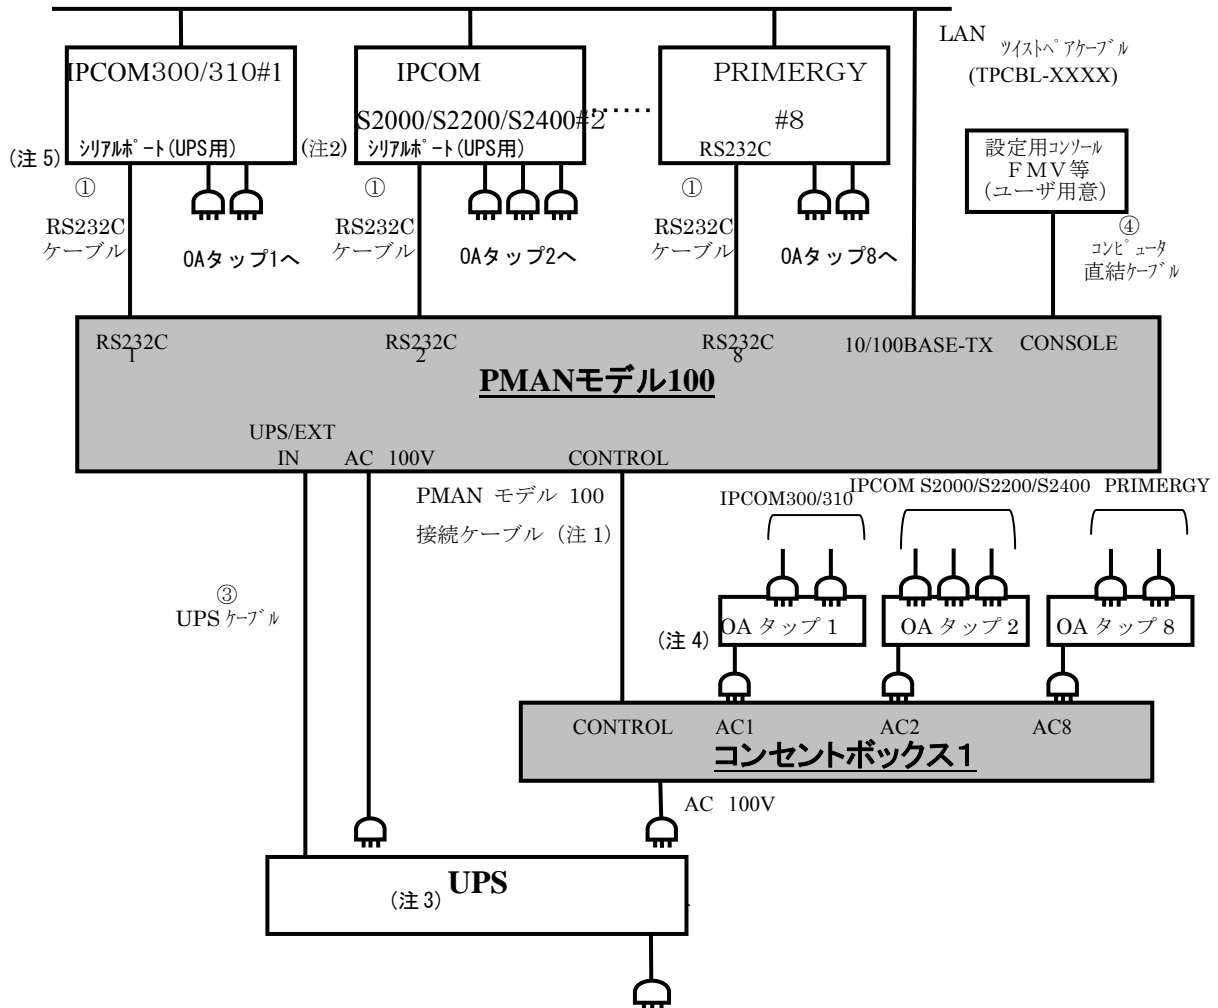 LAN
ツイストペアケーブル
(TPCBL-XXXX)
IPCOM300/310#1
シリアルポート(UPS用)
(注 5)
IPCOM
S2000/S2200/S2400#2
シリアルポート(UPS用)
(注2)
‥‥‥
PRIMERGY
#8
RS232C
設定用コンソール
FMV等
(ユーザ用意)
①
RS232C
ケーブル
OAタップ1へ
①
RS232C
ケーブル
OAタップ2へ
①
RS232C
ケーブル
OAタップ8へ
④
コンピュータ
直結ケーブル
RS232C
1
RS232C
2
RS232C
8
10/100BASE-TX
CONSOLE
PMANモデル100
UPS/EXT
IN
AC 100V
CONTROL
PMAN モデル 100
接続ケーブル (注 1)
IPCOM300/310
IPCOM S2000/S2200/S2400
PRIMERGY
③
UPS ケーブル
(注 4)
OA タップ 1
OA タップ 2
OA タップ 8
CONTROL
AC1
AC2
AC8
コンセントボックス1
AC 100V
UPS
(注 3)